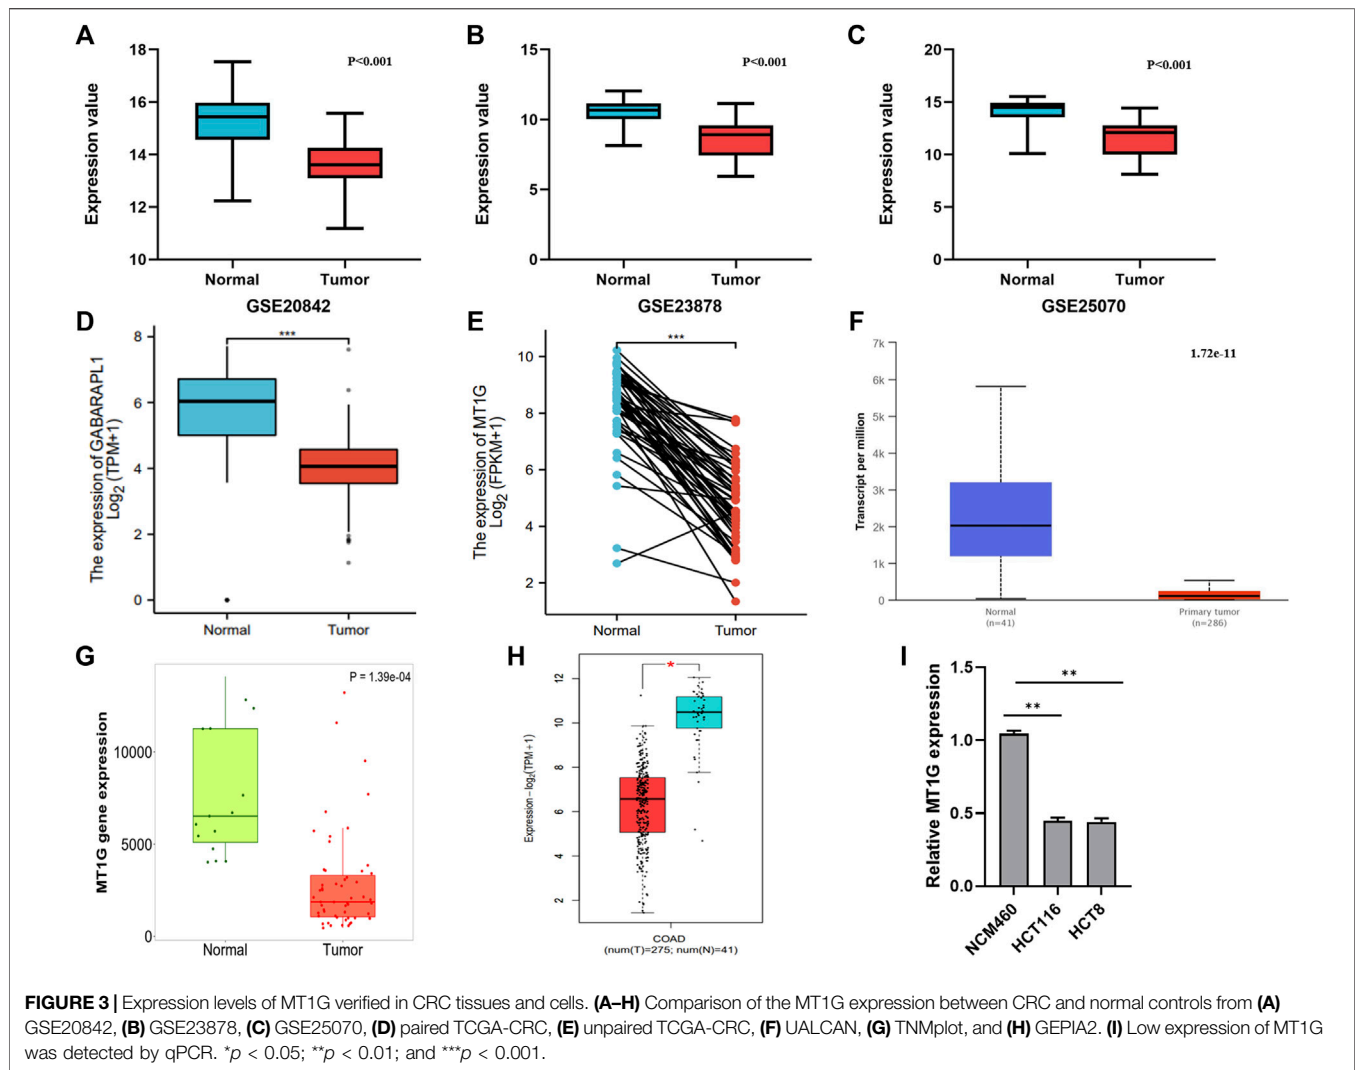 A
Expression value
18
16
14
12
10
P<0.001
Normal Tumor
GSE20842
B
Expression value
15
10
5
0
P<0.001
Normal Tumor
GSE23878
C
Expression value
20
15
10
5
0
P<0.001
Normal Tumor
GSE25070
D
The expression of GABARAPL1
Log2 (TPM+1)
8
6
4
2
0
***
Normal Tumor
E
The expression of MT1G
Log2 (FPKM+1)
10
8
6
4
2
***
Normal Tumor
F
Transcript per million
7k
6k
5k
4k
3k
2k
1k
0
1.72e-11
Normal
(n=41)
Primary tumor
(n=286)
G
MT1G gene expression
10000
5000
0
P = 1.39e-04
Normal Tumor
H
Expression − log2(TPM + 1)
12
10
8
6
4
2
*
COAD
(num(T)=275; num(N)=41)
I
Relative MT1G expression
1.5
1.0
0.5
0.0
**
**
NCM460
HCT116
HCT8
FIGURE 3 | Expression levels of MT1G verified in CRC tissues and cells. (A–H) Comparison of the MT1G expression between CRC and normal controls from (A)
GSE20842, (B) GSE23878, (C) GSE25070, (D) paired TCGA-CRC, (E) unpaired TCGA-CRC, (F) UALCAN, (G) TNMplot, and (H) GEPIA2. (I) Low expression of MT1G
was detected by qPCR. *p < 0.05; **p < 0.01; and ***p < 0.001.